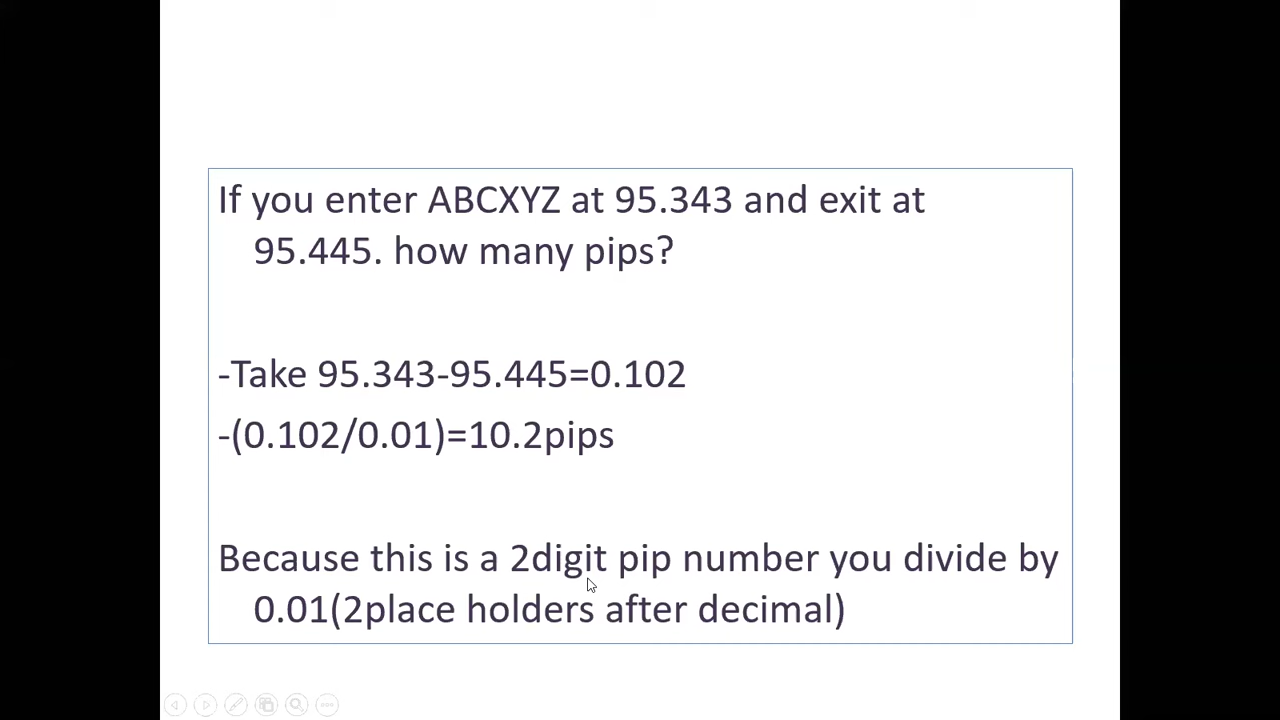 If you enter ABCXYZ at 95.343 and exit at
95.445. how many pips?
-Take 95.343-95.445=0.102
-(0.102/0.01)=10.2pips
Because this is a 2digit pip number you divide by
0.01(2place holders after decimal)